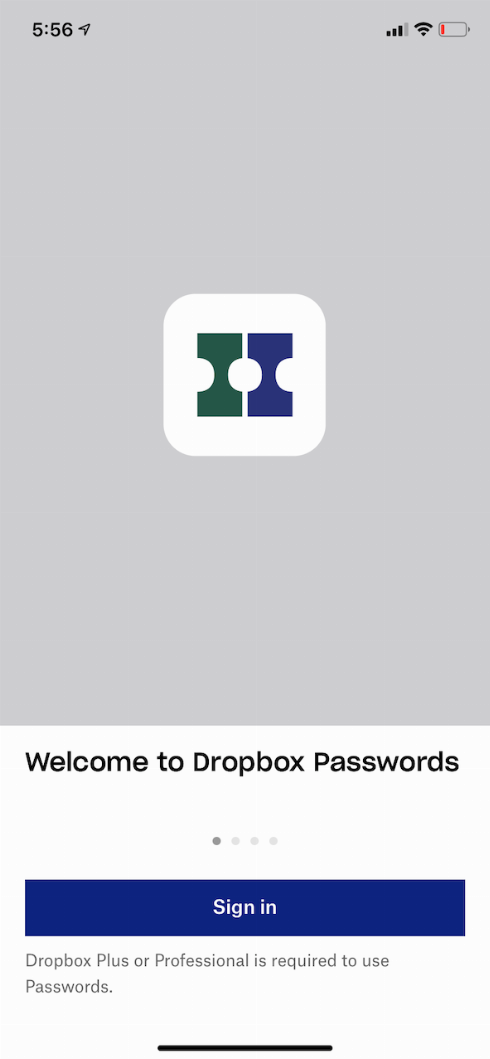 5:56
Welcome to Dropbox Passwords
Sign in
Dropbox Plus or Professional is required to use
Passwords.